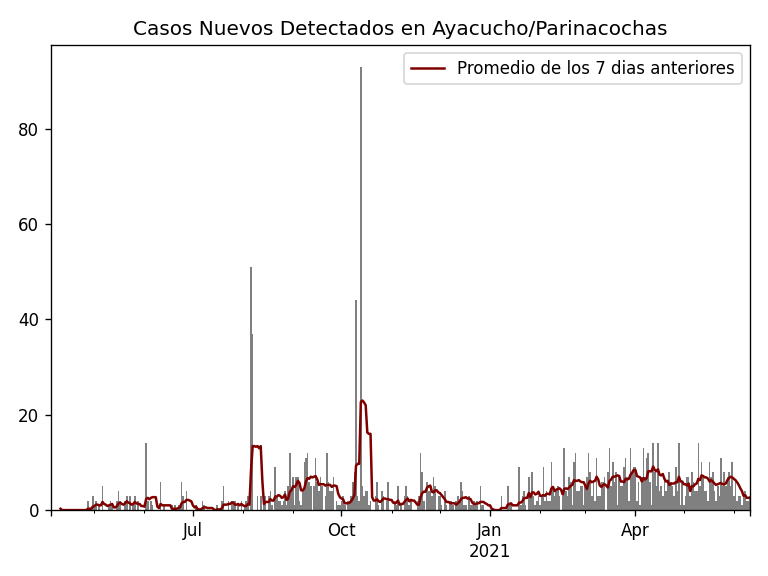 Casos Nuevos Detectados en Ayacucho/Parinacochas
Promedio de los 7 dias anteriores
80
60
40
20
0
Jul
Oct
Jan
2021
Apr